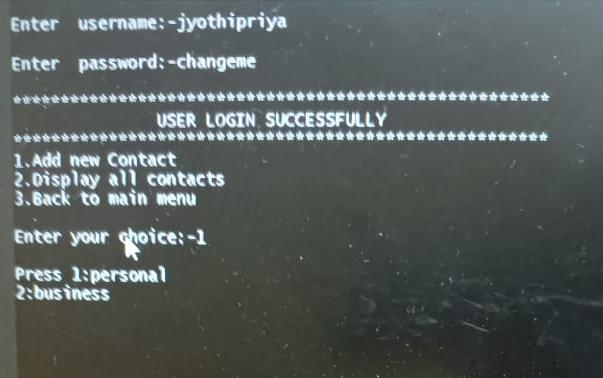 Enter  username:-jyothipriya
Enter  password:-changeme
********************************************************
USER LOGIN SUCCESSFULLY
********************************************************
1.Add new Contact
2.Display all contacts
3.Back to main menu
Enter your choice:-1
Press 1:personal
2:business